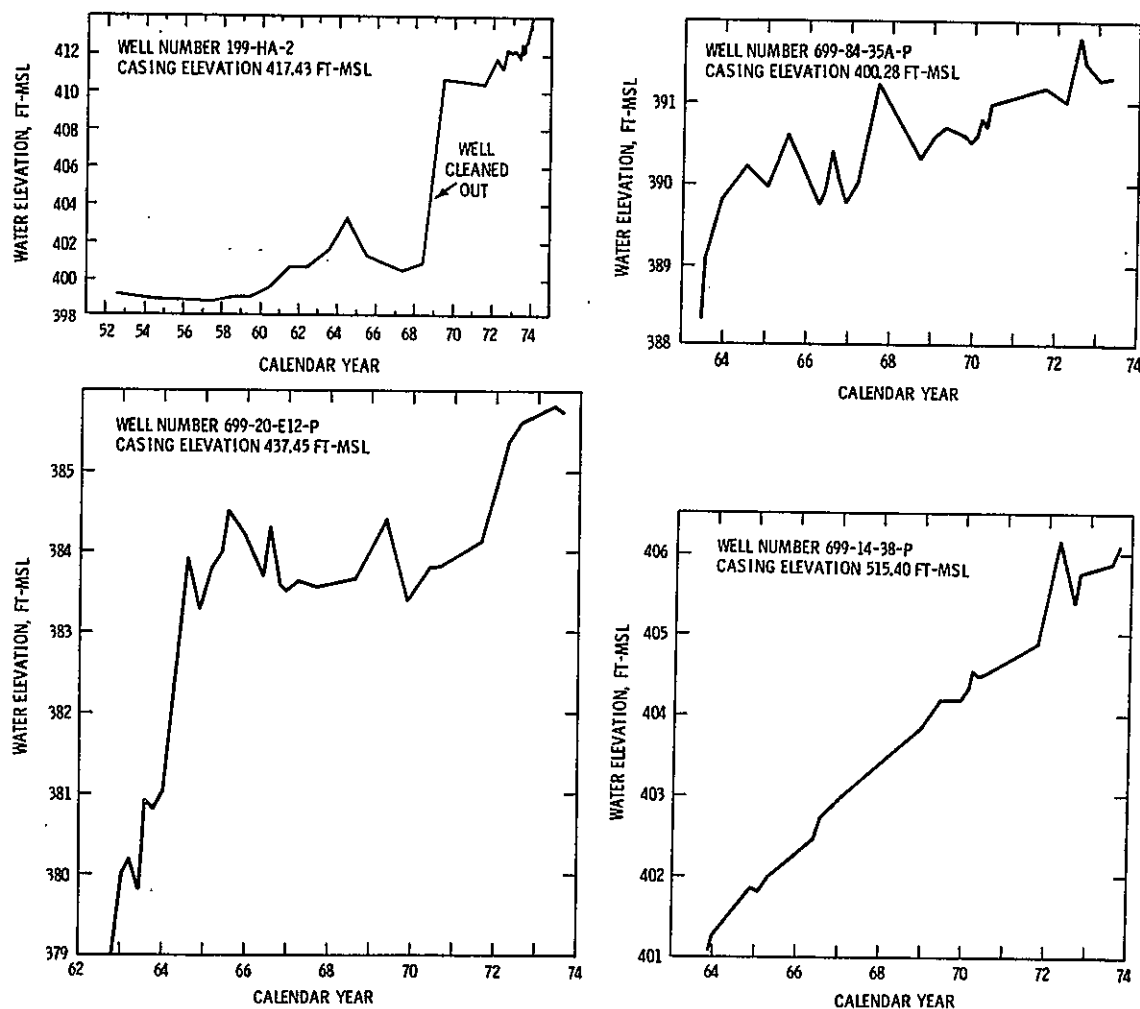 WELL NUMBER 199-HA-2
CASING ELEVATION 417.43 FT-MSL
WELL
CLEANED
OUT
WATER ELEVATION, FT-MSL
412
410
408
406
404
402
400
398
52 54 56 58 60 62 64 66 68 70 72 74
CALENDAR YEAR
WELL NUMBER 699-84-35A-P
CASING ELEVATION 400.28 FT-MSL
WATER ELEVATION, FT-MSL
391
390
389
388
64 66 68 70 72 74
CALENDAR YEAR
WELL NUMBER 699-20-E12-P
CASING ELEVATION 437.45 FT-MSL
WATER ELEVATION, FT-MSL
385
384
383
382
381
380
379
62 64 66 68 70 72 74
CALENDAR YEAR
WELL NUMBER 699-14-38-P
CASING ELEVATION 515.40 FT-MSL
WATER ELEVATION, FT-MSL
406
405
404
403
402
401
64 66 68 70 72 74
CALENDAR YEAR